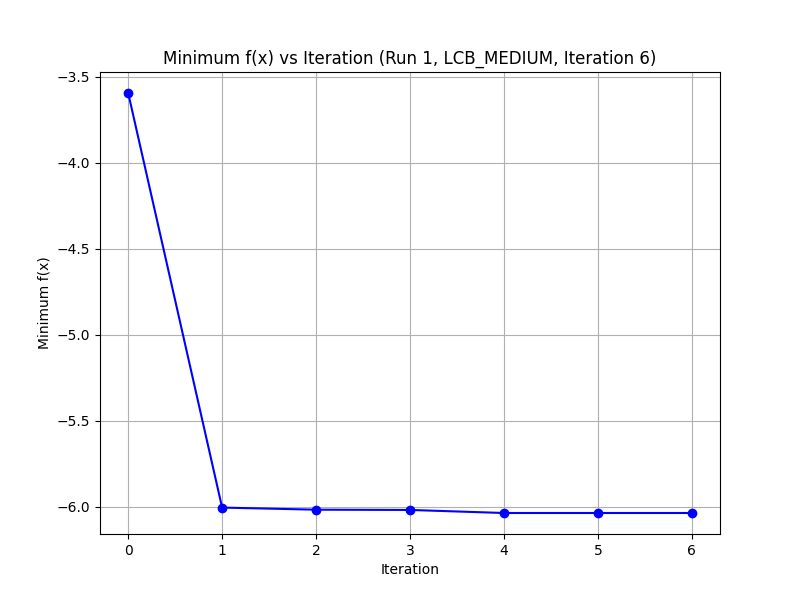 Minimum f(x) vs Iteration (Run 1, LCB_MEDIUM, Iteration 6)
−3.5
−4.0
−4.5
−5.0
−5.5
−6.0
Minimum f(x)
0 1 2 3 4 5 6
Iteration